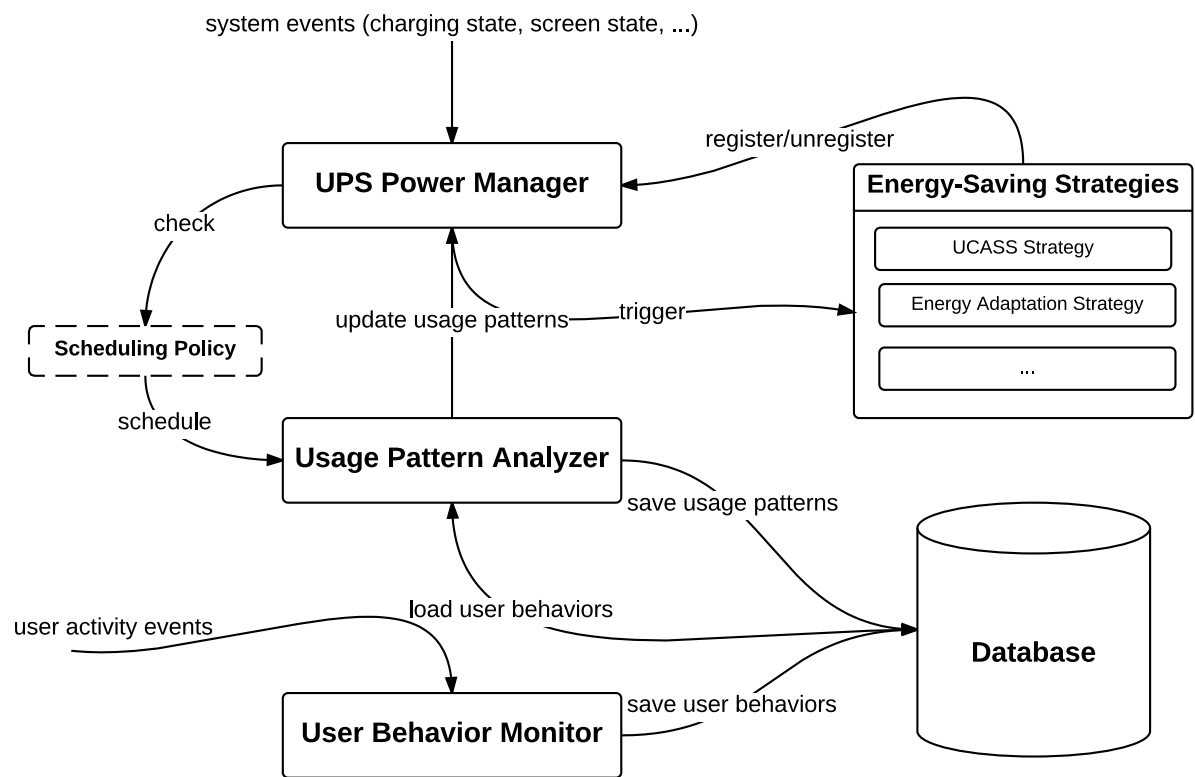 system events (charging state, screen state, ...)
register/unregister
UPS Power Manager
Energy-Saving Strategies
check
UCASS Strategy
Energy Adaptation Strategy
update usage patterns
trigger
Scheduling Policy
...
schedule
Usage Pattern Analyzer
save usage patterns
load user behaviors
user activity events
Database
save user behaviors
User Behavior Monitor